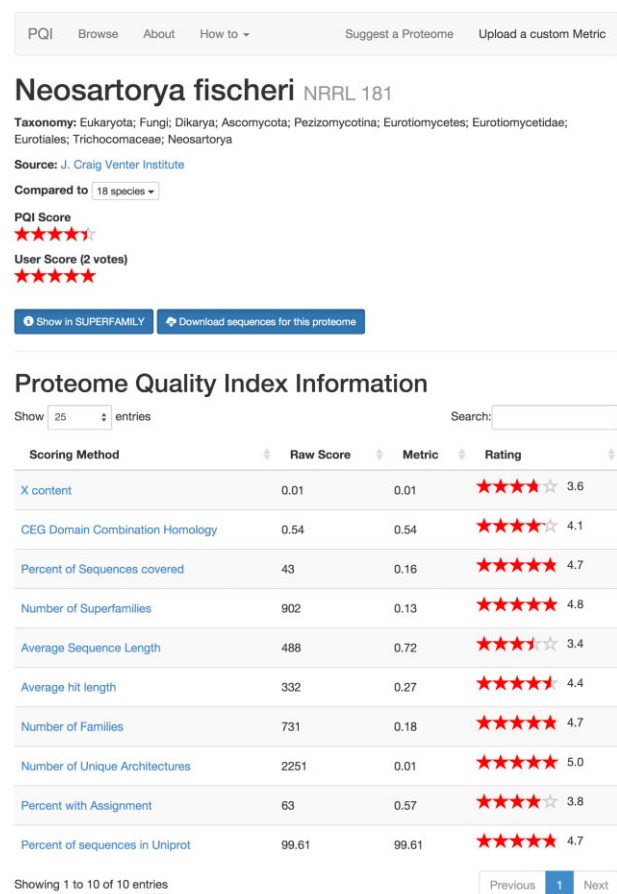 PQI Browse About How to Suggest a Proteome Upload a custom Metric
Neosartorya fischeri NRRL 181
Taxonomy: Eukaryota; Fungi; Dikarya; Ascomycota; Pezizomycotina; Eurotiomycetes; Eurotiomycetidae;
Eurotiales; Trichocomaceae; Neosartorya
Source: J. Craig Venter Institute
Compared to 18 species
PQI Score
User Score (2 votes)
Show in SUPERFAMILY Download sequences for this proteome
Proteome Quality Index Information
Show 25 entries Search:
Scoring Method Raw Score Metric Rating
X content 0.01 0.01 3.6
CEG Domain Combination Homology 0.54 0.54 4.1
Percent of Sequences covered 43 0.16 4.7
Number of Superfamilies 902 0.13 4.8
Average Sequence Length 488 0.72 3.4
Average hit length 332 0.27 4.4
Number of Families 731 0.18 4.7
Number of Unique Architectures 2251 0.01 5.0
Percent with Assignment 63 0.57 3.8
Percent of sequences in Uniprot 99.61 99.61 4.7
Showing 1 to 10 of 10 entries Previous 1 Next